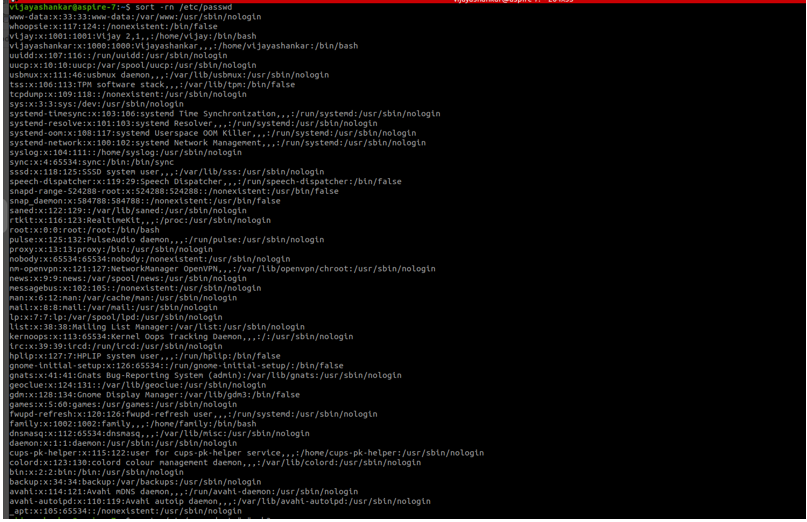 vijayashankar@aspire-7:~$ sort -rn /etc/passwd
www-data:x:33:33:www-data:/var/www:/usr/sbin/nologin
whoopsie:x:117:124::/nonexistent:/bin/false
vijay:x:1001:1001:Vijay 2,1,,:/home/vijay:/bin/bash
vijayashankar:x:1000:1000:Vijayashankar,,,:/home/vijayashankar:/bin/bash
uuidd:x:107:116::/run/uuidd:/usr/sbin/nologin
uucp:x:10:10:uucp:/var/spool/uucp:/usr/sbin/nologin
usbmux:x:111:46:usbmux daemon,,,:/var/lib/usbmux:/usr/sbin/nologin
tss:x:106:113:TPM software stack,,,:/var/lib/tpm:/bin/false
tcpdump:x:109:118::/nonexistent:/usr/sbin/nologin
sys:x:3:3:sys:/dev:/usr/sbin/nologin
systemd-timesync:x:103:106:systemd Time Synchronization,,,:/run/systemd:/usr/sbin/nologin
systemd-resolve:x:101:103:systemd Resolver,,,:/run/systemd:/usr/sbin/nologin
systemd-oom:x:108:117:systemd Userspace OOM Killer,,,:/run/systemd:/usr/sbin/nologin
systemd-network:x:100:102:systemd Network Management,,,:/run/systemd:/usr/sbin/nologin
syslog:x:104:111::/home/syslog:/usr/sbin/nologin
sync:x:4:65534:sync:/bin:/bin/sync
sssd:x:118:125:SSSD system user,,,:/var/lib/sss:/usr/sbin/nologin
speech-dispatcher:x:119:29:Speech Dispatcher,,,:/run/speech-dispatcher:/bin/false
snapd-range-524288-root:x:524288:524288::/nonexistent:/usr/bin/false
snap_daemon:x:584788:584788::/nonexistent:/usr/bin/false
saned:x:122:129::/var/lib/saned:/usr/sbin/nologin
rtkit:x:116:123:RealtimeKit,,,:/proc:/usr/sbin/nologin
root:x:0:0:root:/root:/bin/bash
pulse:x:125:132:PulseAudio daemon,,,:/run/pulse:/usr/sbin/nologin
proxy:x:13:13:proxy:/bin:/usr/sbin/nologin
nobody:x:65534:65534:nobody:/nonexistent:/usr/sbin/nologin
nm-openvpn:x:121:127:NetworkManager OpenVPN,,,:/var/lib/openvpn/chroot:/usr/sbin/nologin
news:x:9:9:news:/var/spool/news:/usr/sbin/nologin
messagebus:x:102:105::/nonexistent:/usr/sbin/nologin
man:x:6:12:man:/var/cache/man:/usr/sbin/nologin
mail:x:8:8:mail:/var/mail:/usr/sbin/nologin
lp:x:7:7:lp:/var/spool/lpd:/usr/sbin/nologin
list:x:38:38:Mailing List Manager:/var/list:/usr/sbin/nologin
kernoops:x:113:65534:Kernel Oops Tracking Daemon,,,:/:/usr/sbin/nologin
irc:x:39:39:ircd:/run/ircd:/usr/sbin/nologin
hplip:x:127:7:HPLIP system user,,,:/run/hplip:/bin/false
gnome-initial-setup:x:126:65534::/run/gnome-initial-setup/:/bin/false
gnats:x:41:41:Gnats Bug-Reporting System (admin):/var/lib/gnats:/usr/sbin/nologin
geoclue:x:124:131::/var/lib/geoclue:/usr/sbin/nologin
gdm:x:128:134:Gnome Display Manager:/var/lib/gdm3:/bin/false
games:x:5:60:games:/usr/games:/usr/sbin/nologin
fwupd-refresh:x:120:126:fwupd-refresh user,,,:/run/systemd:/usr/sbin/nologin
family:x:1002:1002:family,,,:/home/family:/bin/bash
dnsmasq:x:112:65534:dnsmasq,,,:/var/lib/misc:/usr/sbin/nologin
daemon:x:1:1:daemon:/usr/sbin:/usr/sbin/nologin
cups-pk-helper:x:115:122:user for cups-pk-helper service,,,:/home/cups-pk-helper:/usr/sbin/nologin
colord:x:123:130:colord colour management daemon,,,:/var/lib/colord:/usr/sbin/nologin
bin:x:2:2:bin:/bin:/usr/sbin/nologin
backup:x:34:34:backup:/var/backups:/usr/sbin/nologin
avahi:x:114:121:Avahi mDNS daemon,,,:/run/avahi-daemon:/usr/sbin/nologin
avahi-autoipd:x:110:119:Avahi autoip daemon,,,:/var/lib/avahi-autoipd:/usr/sbin/nologin
_apt:x:105:65534::/nonexistent:/usr/sbin/nologin